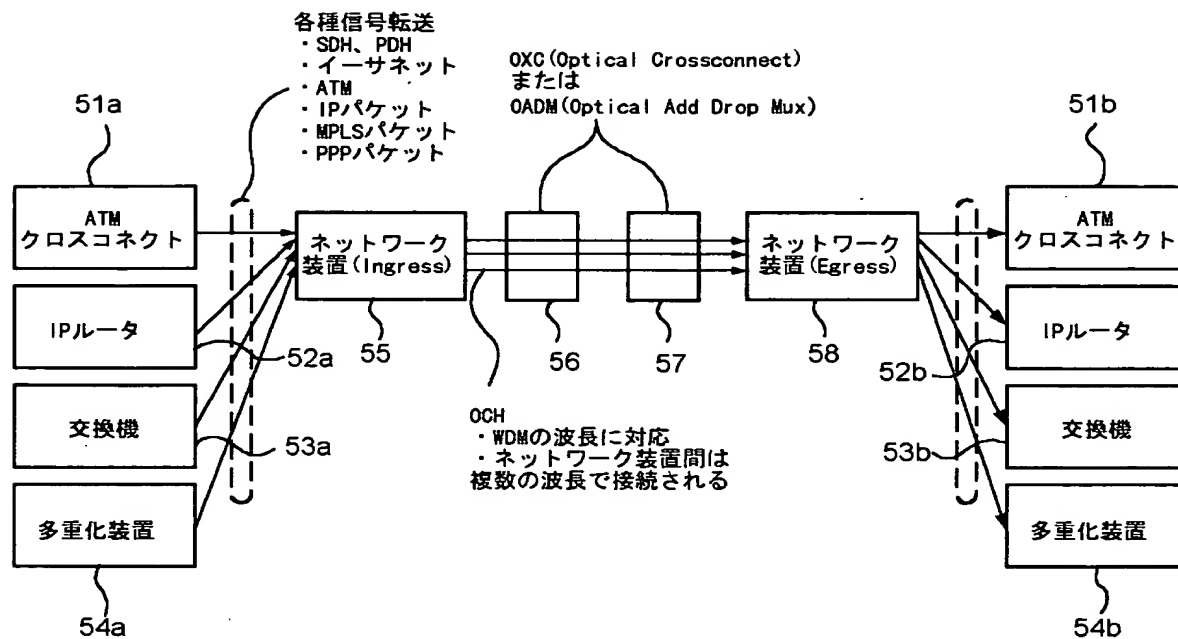 各種信号転送
・SDH、PDH
・イーサネット
・ATM
・IPパケット
・MPLSパケット
・PPPパケット
OXC(Optical Crossconnect)
または
OADM(Optical Add Drop Mux)
51a
51b
ATM
クロスコネクト
ネットワーク
装置(Ingress)
ネットワーク
装置(Egress)
ATM
クロスコネクト
55
56
57
58
IPルータ
52a
52b
IPルータ
交換機
53a
53b
交換機
OCH
・WDMの波長に対応
・ネットワーク装置間は
複数の波長で接続される
多重化装置
多重化装置
54a
54b